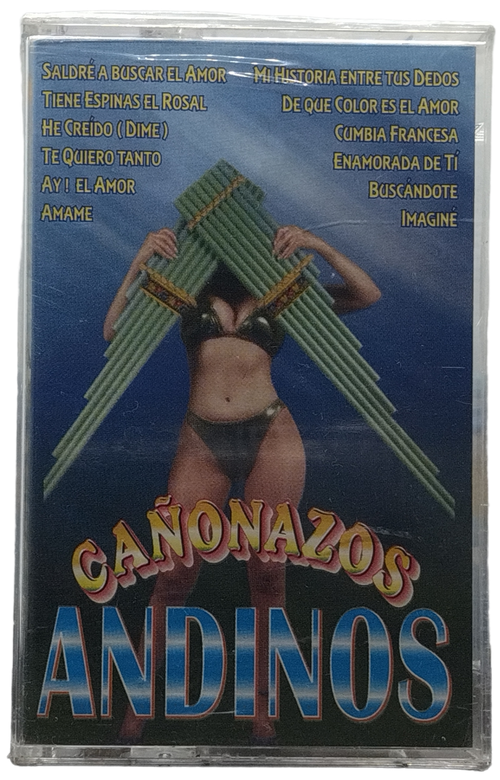 SALDRÉ A BUSCAR EL AMOR
TIENE ESPINAS EL ROSAL
HE CREÍDO ( DIME )
TE QUIERO TANTO
AY! EL AMOR
AMAME
MI HISTORIA ENTRE TUS DEDOS
DE QUE COLOR ES EL AMOR
CUMBIA FRANCESA
ENAMORADA DE TÍ
BUSCÁNDOTE
IMAGINÉ
CAÑONAZOS
ANDINOS